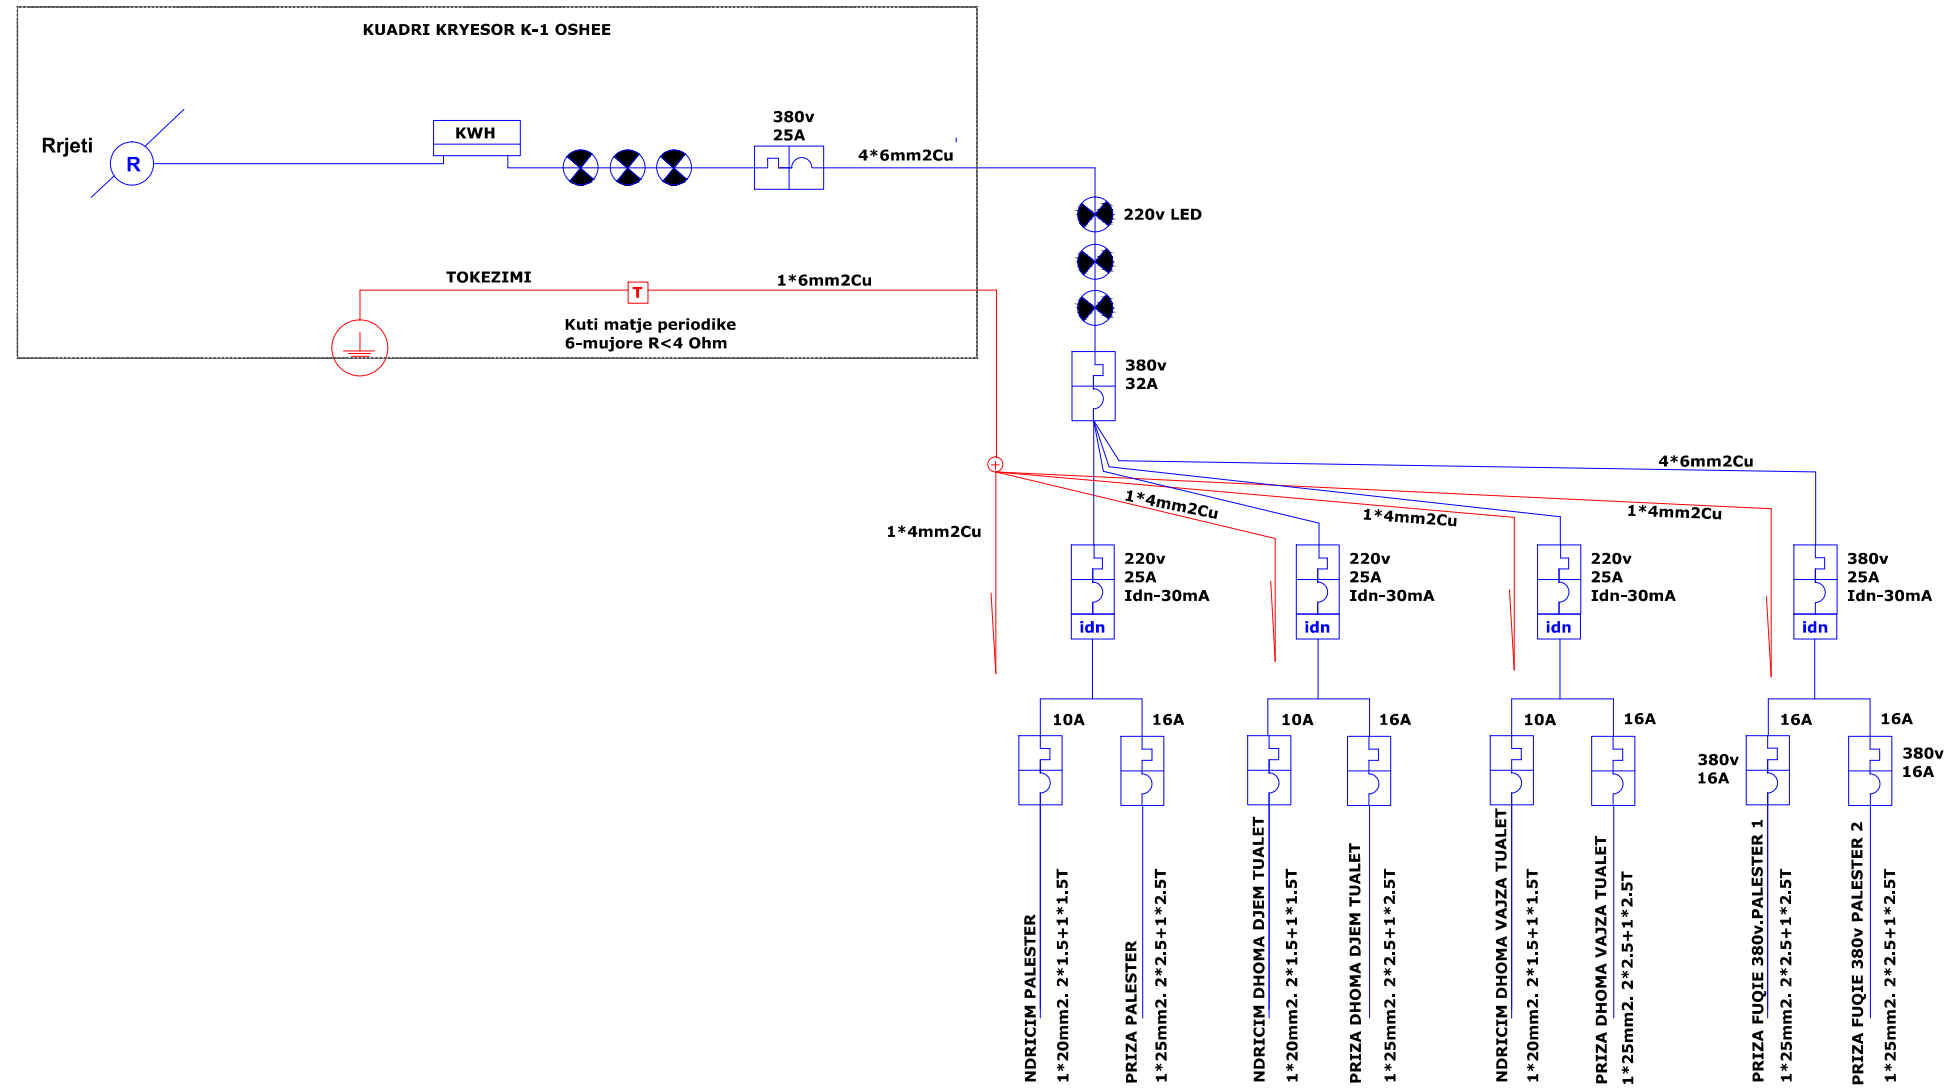 KUADRI KRYESOR K-1 OSHEE
Rrjeti
R
KWH
380v
25A
4*6mm2Cu
220v LED
TOKEZIMI
T
1*6mm2Cu
Kuti matje periodike
6-mujore R<4 Ohm
380v
32A
4*6mm2Cu
1*4mm2Cu
1*4mm2Cu
1*4mm2Cu
1*4mm2Cu
220v
25A
Idn-30mA
idn
220v
25A
Idn-30mA
idn
220v
25A
Idn-30mA
idn
380v
25A
Idn-30mA
idn
10A
16A
10A
16A
10A
16A
16A
16A
380v
16A
380v
16A
NDRICIM PALESTER
1*20mm2. 2*1.5+1*1.5T
PRIZA PALESTER
1*25mm2. 2*2.5+1*2.5T
NDRICIM DHOMA DJEM TUALET
1*20mm2. 2*1.5+1*1.5T
PRIZA DHOMA DJEM TUALET
1*25mm2. 2*2.5+1*2.5T
NDRICIM DHOMA VAJZA TUALET
1*20mm2. 2*1.5+1*1.5T
PRIZA DHOMA VAJZA TUALET
1*25mm2. 2*2.5+1*2.5T
PRIZA FUQIE 380v.PALESTER 1
1*25mm2. 2*2.5+1*2.5T
PRIZA FUQIE 380v PALESTER 2
1*25mm2. 2*2.5+1*2.5T